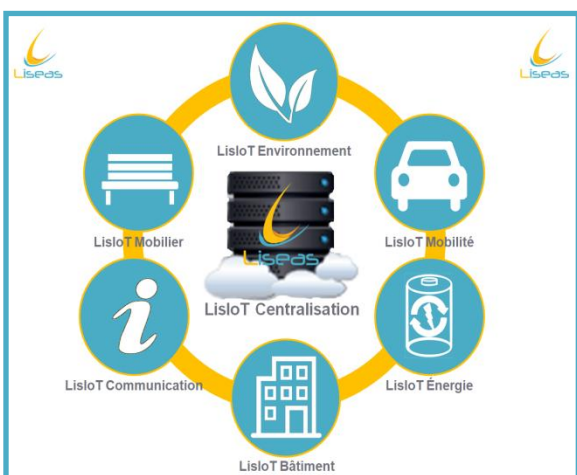 Liseas
Liseas
LisIoT Environnement
LisIoT Mobilier
LisIoT Mobilité
Liseas
LisIoT Centralisation
LisIoT Communication
LisIoT Énergie
LisIoT Bâtiment